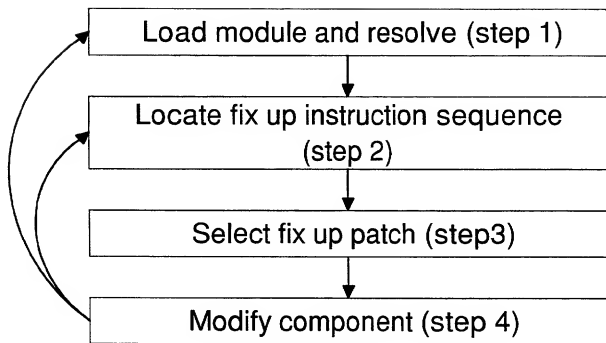 Load module and resolve (step 1)
Locate fix up instruction sequence
(step 2)
Select fix up patch (step3)
Modify component (step 4)